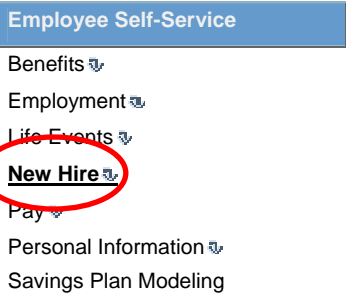 Employee Self-Service
Benefits
Employment
Life Events
New Hire
Pay
Personal Information
Savings Plan Modeling